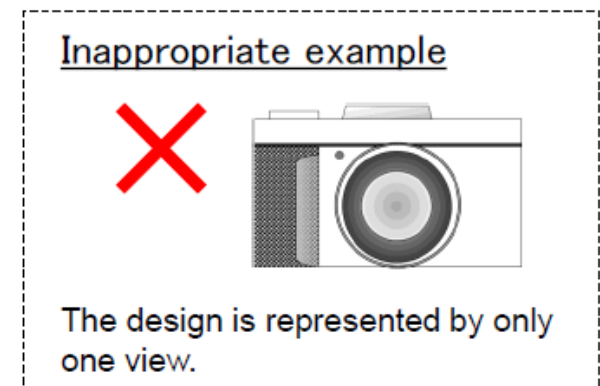 Inappropriate example
The design is represented by only
one view.